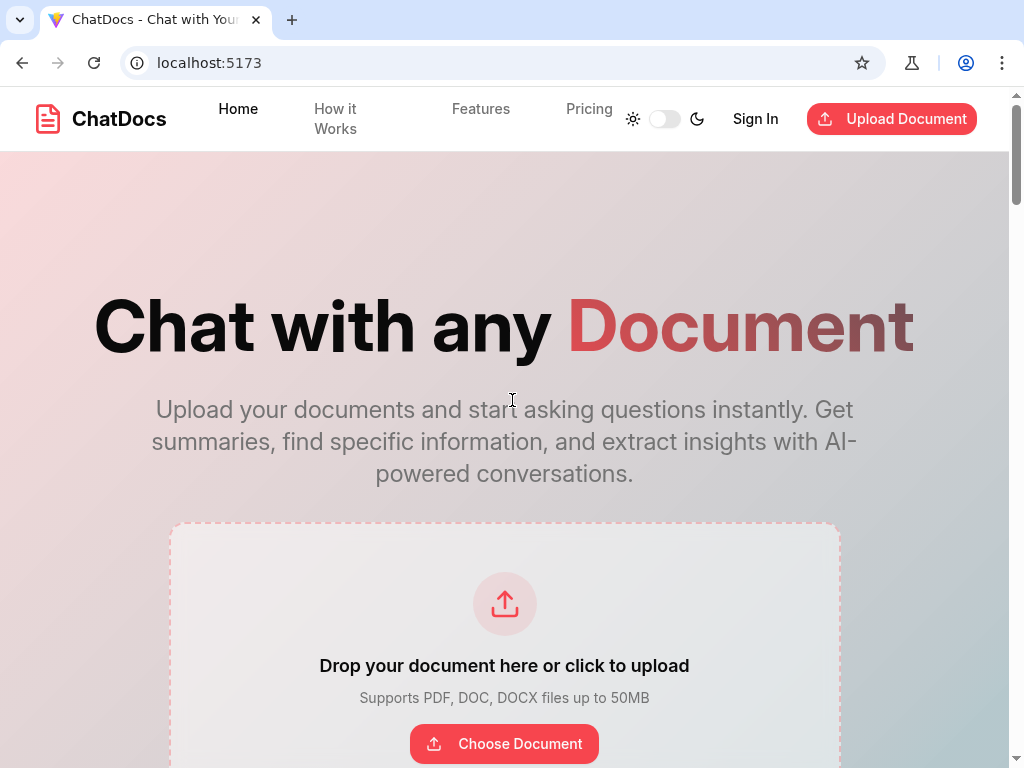 ChatDocs - Chat with Your
localhost:5173
ChatDocs
Home
How it
Works
Features
Pricing
Sign In
Upload Document
Chat with any Document
Upload your documents and start asking questions instantly. Get
summaries, find specific information, and extract insights with AI-
powered conversations.
Drop your document here or click to upload
Supports PDF, DOC, DOCX files up to 50MB
Choose Document